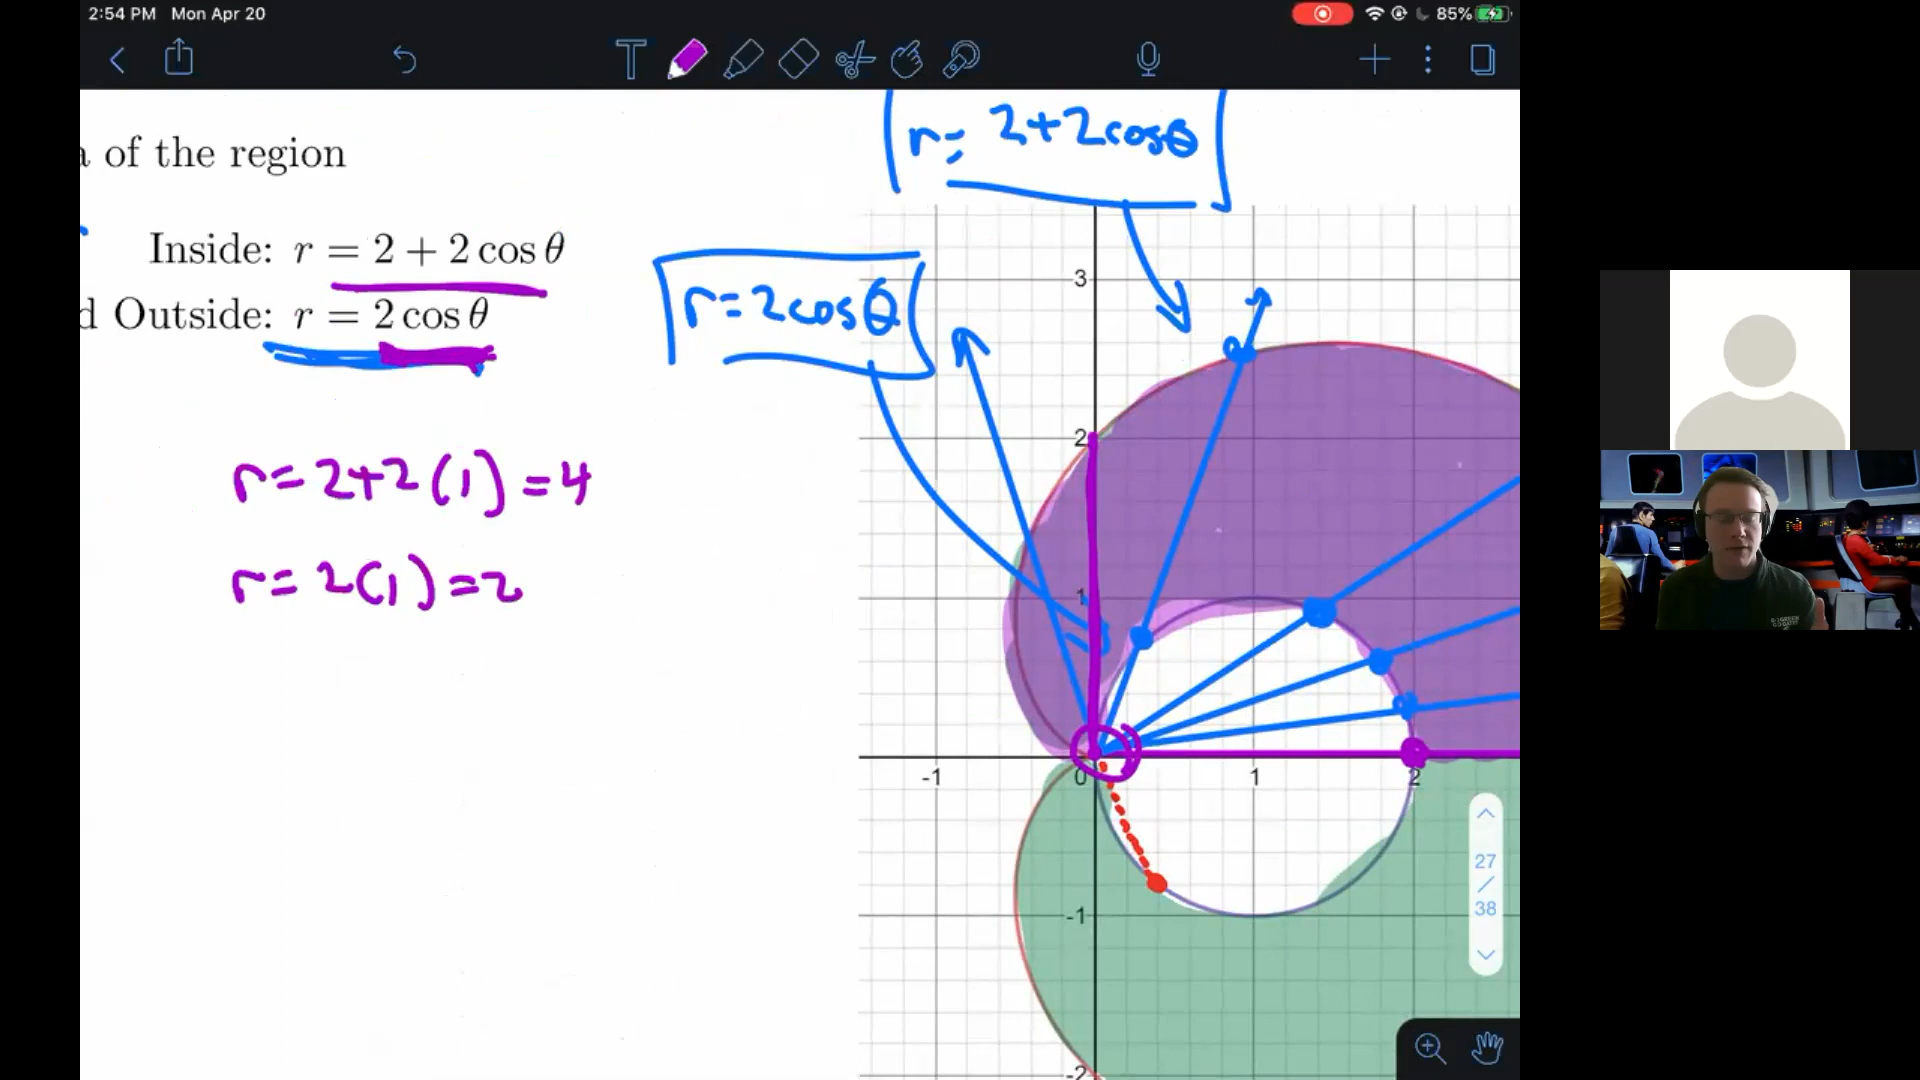 2:54 PM Mon Apr 20
85%
T
of the region
Inside: r = 2 + 2 cos θ
Outside: r = 2 cos θ
r = 2+2cosθ
r = 2cosθ
r = 2+2(1) = 4
r = 2(1) = 2
3
2
1
-1 0 1 2
-1
-2
27
/
38